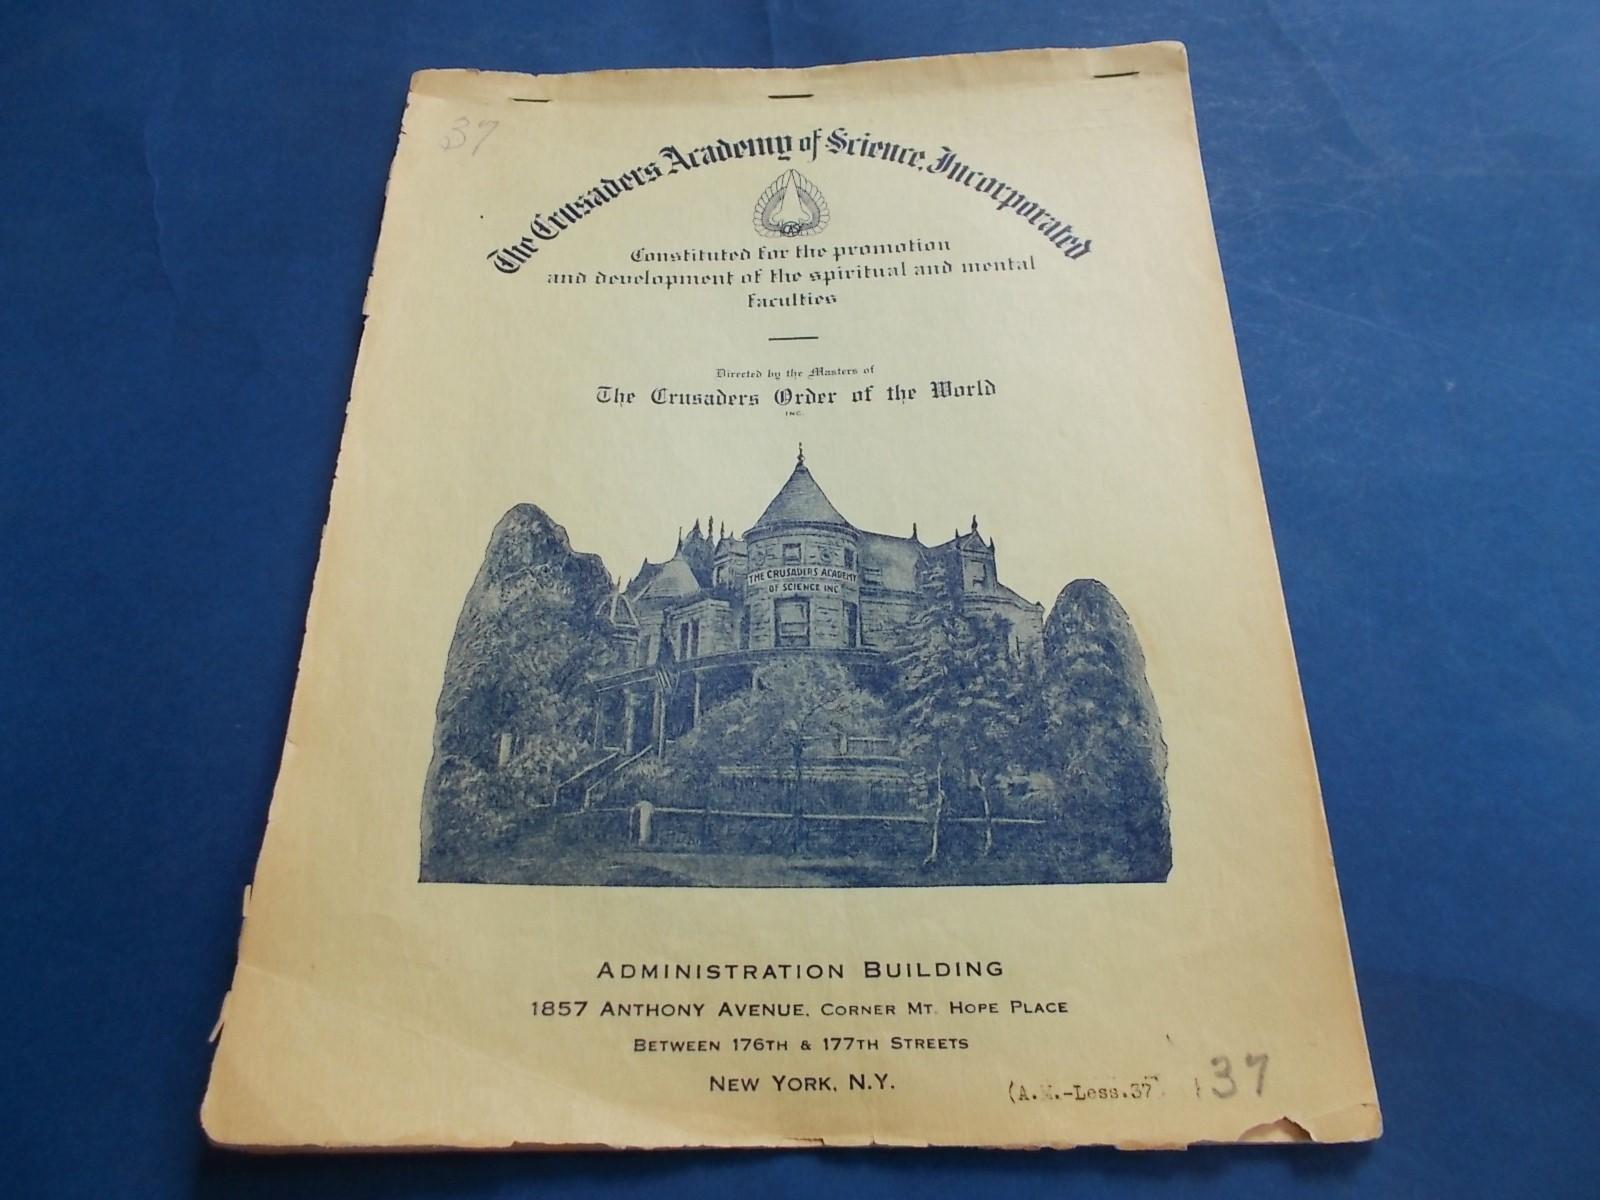 37
The Crusaders Academy of Science, Incorporated
CASI
Constituted for the promotion
and development of the spiritual and mental
faculties
Directed by the Masters of
The Crusaders Order of the World
INC.
THE CRUSADERS ACADEMY
OF SCIENCE INC
ADMINISTRATION BUILDING
1857 ANTHONY AVENUE, CORNER MT. HOPE PLACE
BETWEEN 176TH & 177TH STREETS
NEW YORK, N.Y.
(A.M.-Less.37) 37